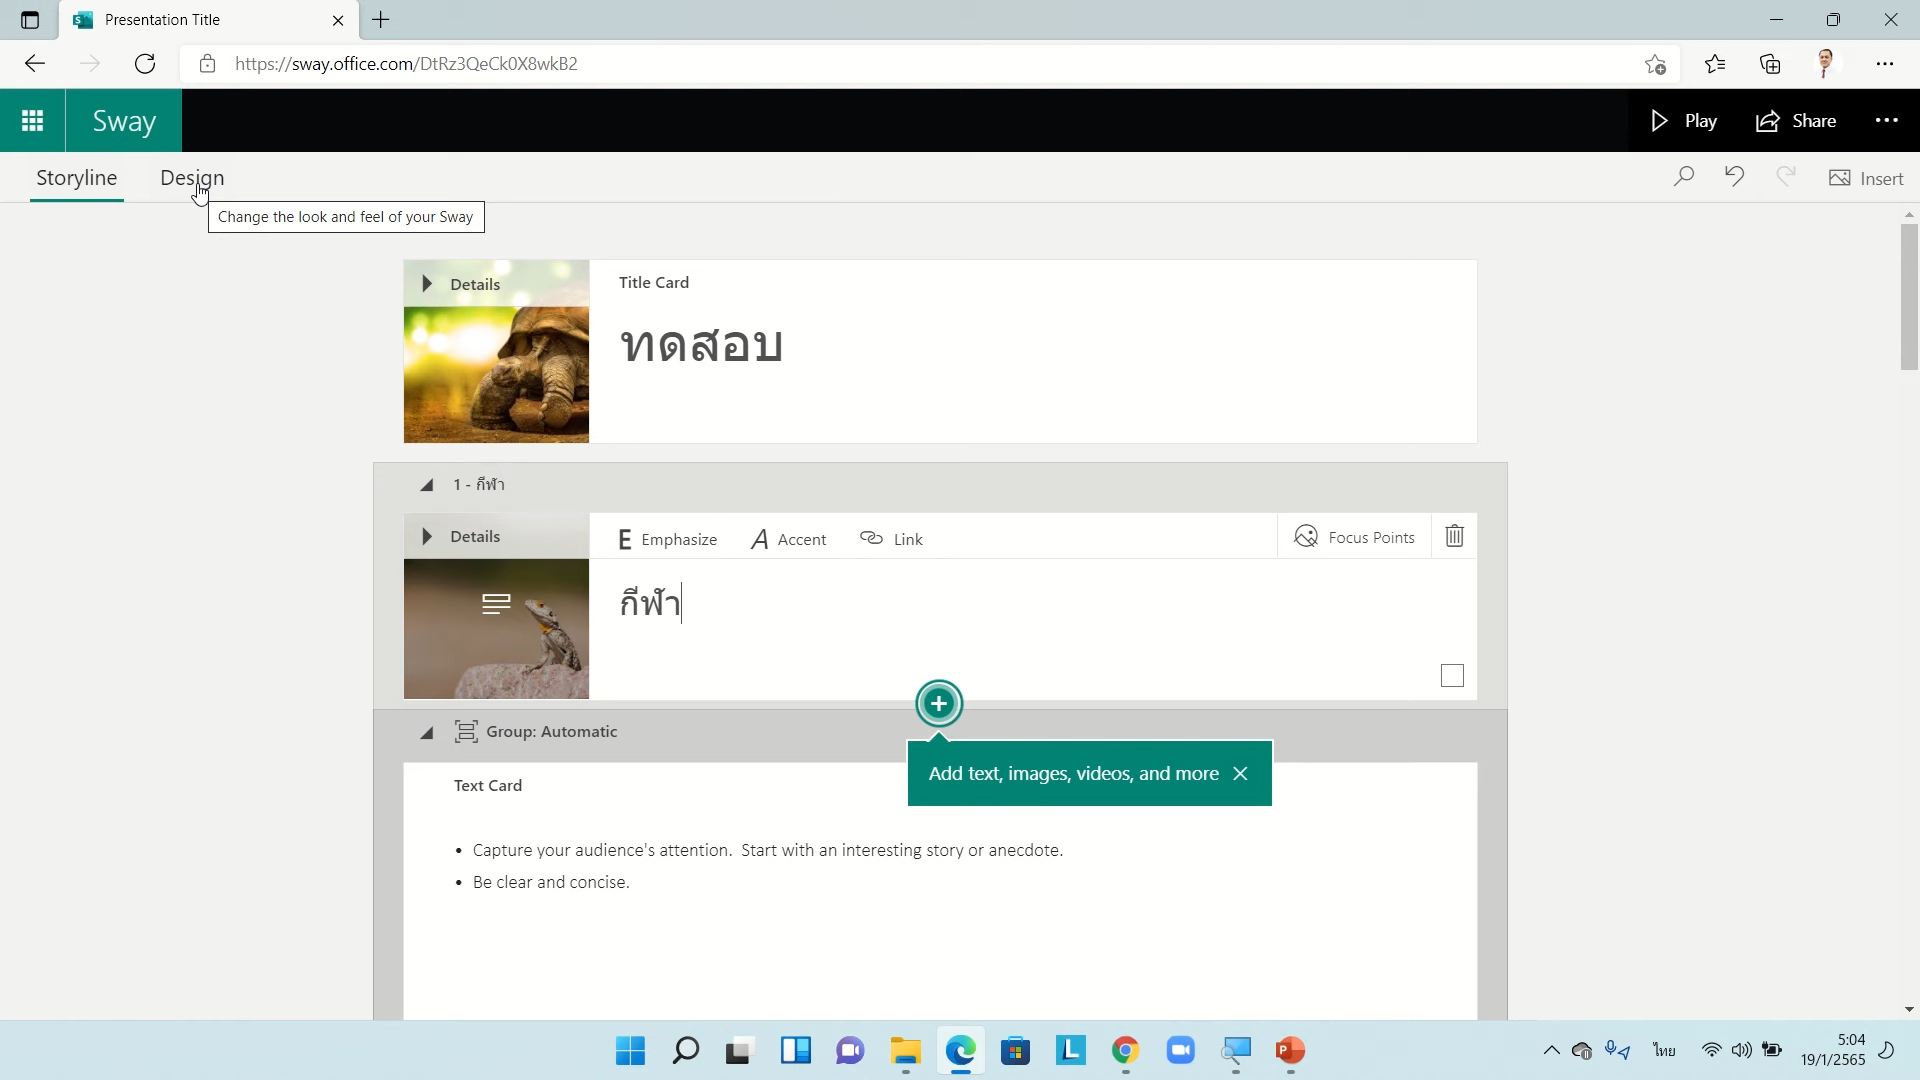 Presentation Title
https://sway.office.com/DtRz3QeCk0X8wkB2
Sway
Play
Share
Storyline
Design
Insert
Change the look and feel of your Sway
Details
Title Card
ทดสอบ
1 - กีฬา
Details
Emphasize
Accent
Link
Focus Points
กีฬา
Group: Automatic
Add text, images, videos, and more
Text Card
• Capture your audience's attention. Start with an interesting story or anecdote.
• Be clear and concise.
ไทย
5:04
19/1/2565